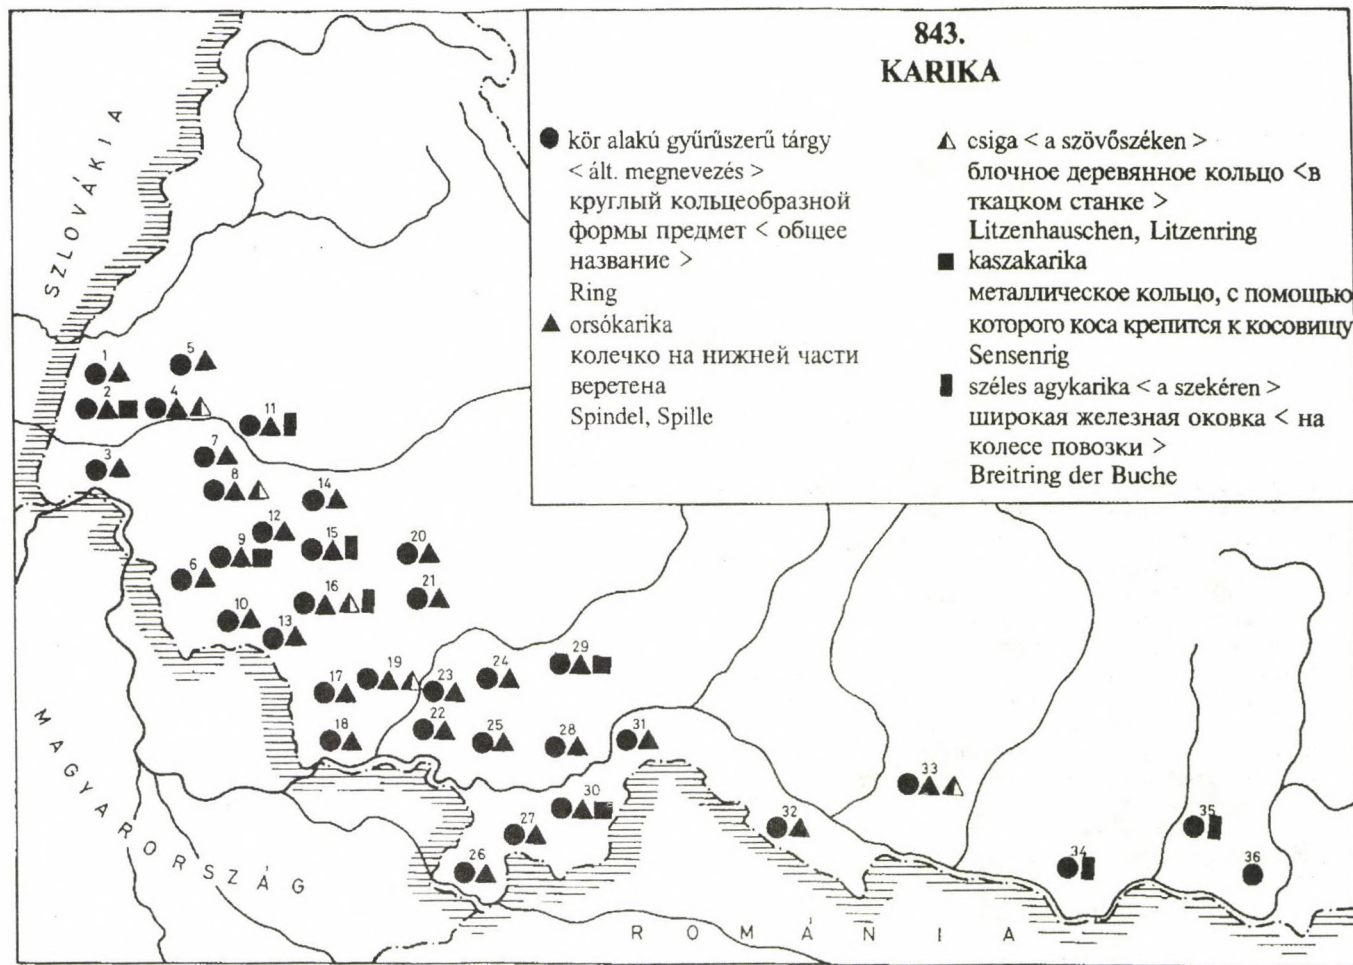 843.
KARIKA
● kör alakú gyűrűszerű tárgy
< ált. megnevezés >
круглый кольцеобразной
формы предмет < общее
название >
Ring
▲ orsókarika
колечко на нижней части
веретена
Spindel, Spille
csiga < a szövőszéken >
блочное деревянное кольцо <в
ткацком станке >
Litzenhauschen, Litzenring
■ kaszakarika
металлическое кольцо, с помощью
которого коса крепится к косовищу
Sensenrig
széles agykarika < a szekéren >
широкая железная оковка < на
колесе повозки >
Breitring der Buche
SZLOVÁKIA
1
5
2
4
11
3
7
8
14
12
9
15
20
6
16
21
10
13
17
19
23
24
29
18
22
25
28
31
30
27
26
32
33
34
35
36
MAGYARORSZÁG
ROMÁNIA